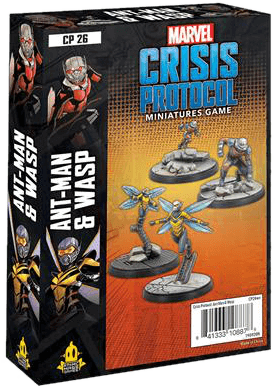 CP 26
ANT-MAN
& WASP
ANT-MAN
& WASP
MARVEL
CRISIS
PROTOCOL
MINIATURES GAME